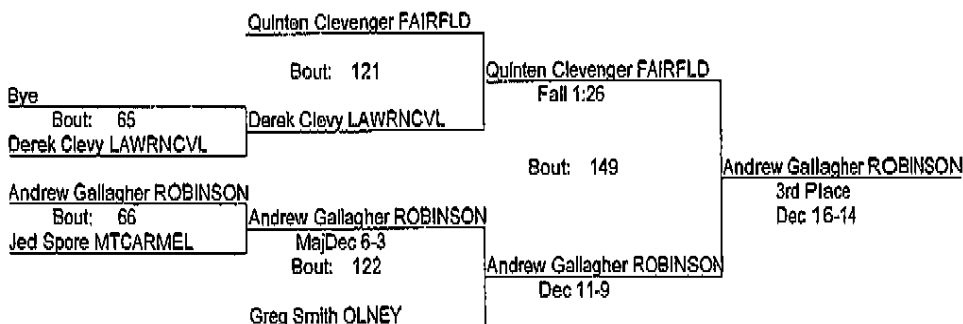 Quinten Clevenger FAIRFLD
Bout: 121
Quinten Clevenger FAIRFLD
Fall 1:26
Bye
Bout: 65
Derek Clevy LAWRNCVL
Derek Clevy LAWRNCVL
Bout: 149
Andrew Gallagher ROBINSON
3rd Place
Dec 16-14
Andrew Gallagher ROBINSON
Bout: 66
Jed Spore MTCARMEL
Andrew Gallagher ROBINSON
MajDec 6-3
Bout: 122
Andrew Gallagher ROBINSON
Dec 11-9
Greg Smith OLNEY